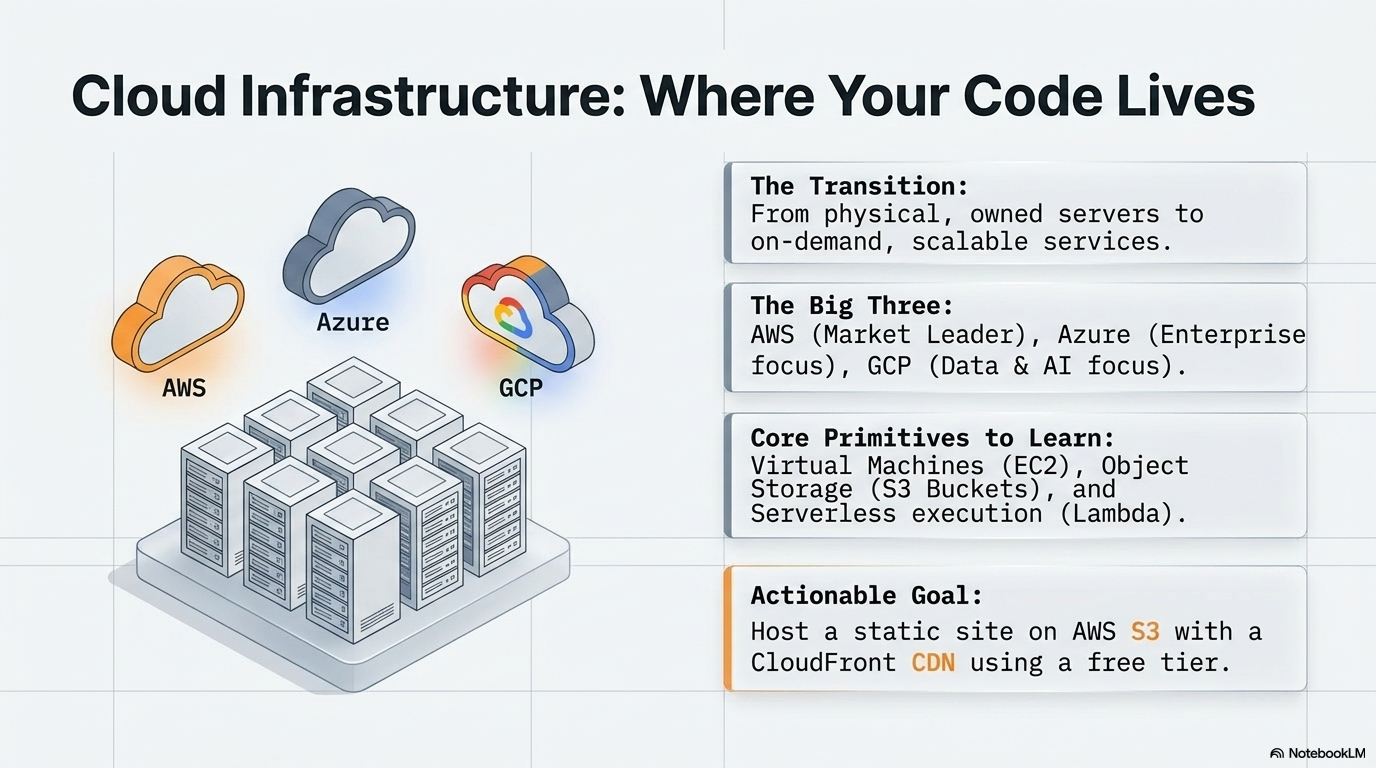 Cloud Infrastructure: Where Your Code Lives
Azure
AWS
GCP
The Transition:
From physical, owned servers to
on-demand, scalable services.
The Big Three:
AWS (Market Leader), Azure (Enterprise
focus), GCP (Data & AI focus).
Core Primitives to Learn:
Virtual Machines (EC2), Object
Storage (S3 Buckets), and
Serverless execution (Lambda).
Actionable Goal:
Host a static site on AWS S3 with a
CloudFront CDN using a free tier.
NotebookLM